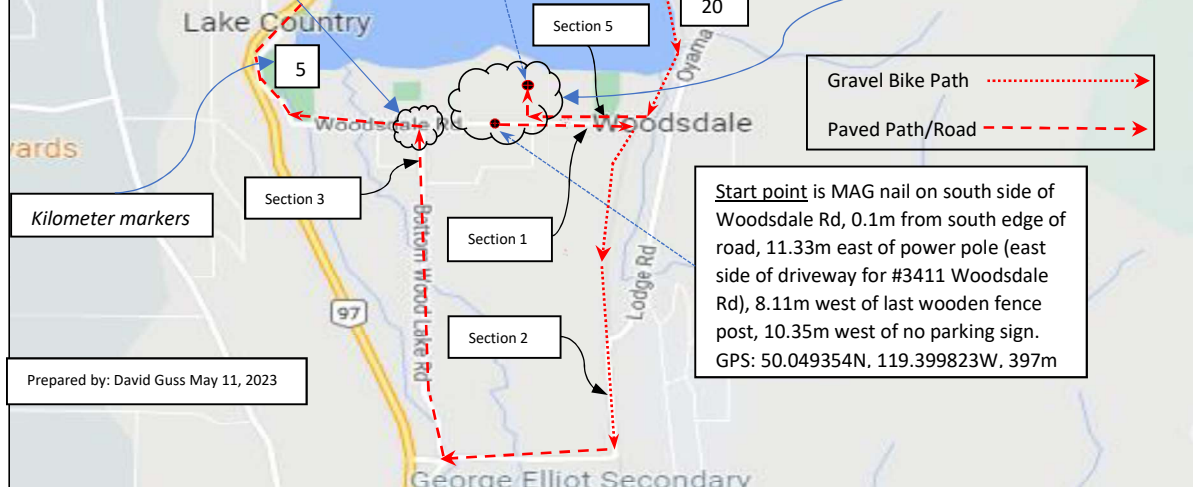 20
Lake Country
Section 5
Oyama
5
Gravel Bike Path
Paved Path/Road
Woodsdale Rd
Woodsdale
Section 3
Kilometer markers
Section 1
Start point is MAG nail on south side of
Woodsdale Rd, 0.1m from south edge of
road, 11.33m east of power pole (east
side of driveway for #3411 Woodsdale
Rd), 8.11m west of last wooden fence
post, 10.35m west of no parking sign.
GPS: 50.049354N, 119.399823W, 397m
Bottom Wood Lake Rd
Lodge Rd
97
Section 2
Prepared by: David Guss May 11, 2023
George Elliot Secondary